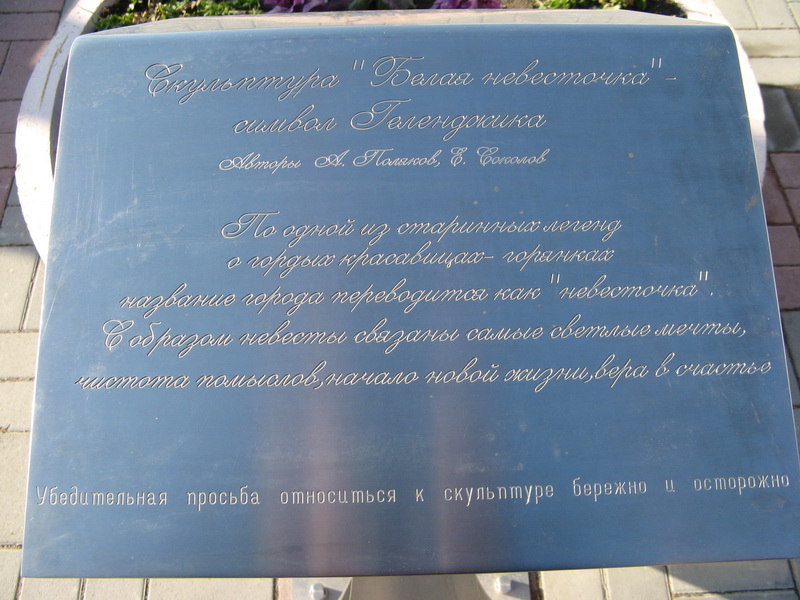 Скульптура "Белая невесточка"-
символ Геленджика
Авторы А. Поляков, Е. Соколов
По одной из старинных легенд
о гордых красавицах- горянках
название города переводится как "невесточка".
С образом невесты связаны самые светлые мечты,
чистота помыслов,начало новой жизни,вера в счастье
Убедительная просьба относиться к скульптуре бережно и осторожно